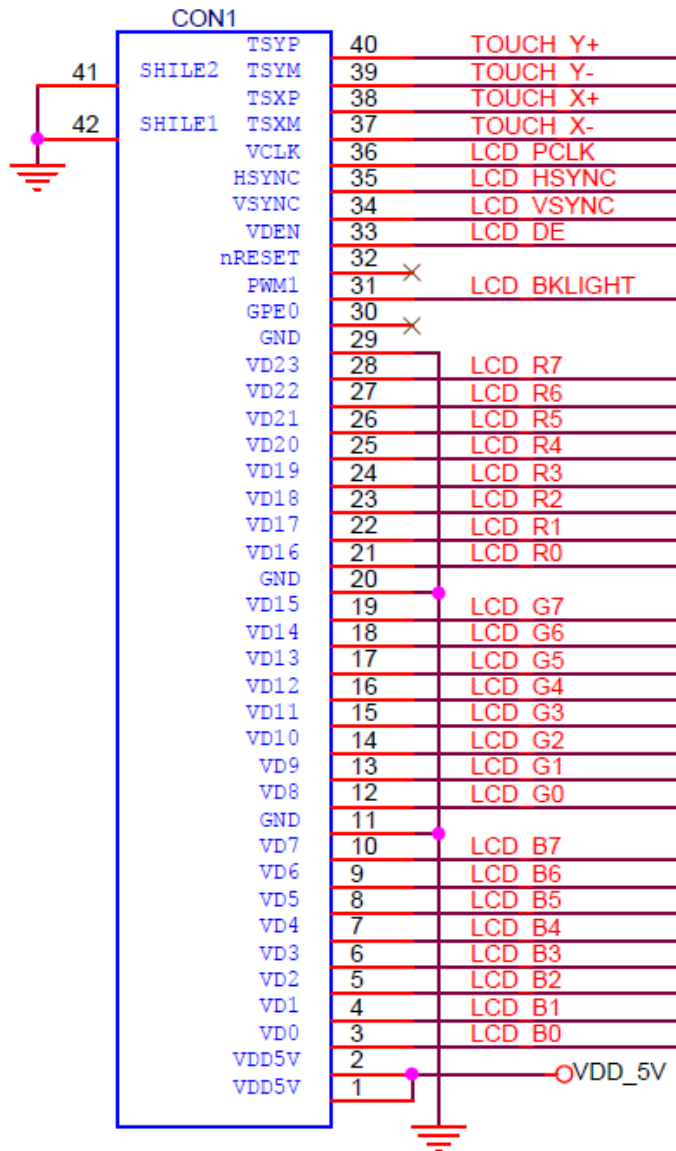 CON1
TSYP 40 TOUCH Y+
41 SHILE2 TSYM 39 TOUCH Y-
TSXP 38 TOUCH X+
42 SHILE1 TSXM 37 TOUCH X-
VCLK 36 LCD PCLK
HSYNC 35 LCD HSYNC
VSYNC 34 LCD VSYNC
VDEN 33 LCD DE
nRESET 32
PWM1 31 LCD BKLIGHT
GPE0 30
GND 29
VD23 28 LCD R7
VD22 27 LCD R6
VD21 26 LCD R5
VD20 25 LCD R4
VD19 24 LCD R3
VD18 23 LCD R2
VD17 22 LCD R1
VD16 21 LCD R0
GND 20
VD15 19 LCD G7
VD14 18 LCD G6
VD13 17 LCD G5
VD12 16 LCD G4
VD11 15 LCD G3
VD10 14 LCD G2
VD9 13 LCD G1
VD8 12 LCD G0
GND 11
VD7 10 LCD B7
VD6 9 LCD B6
VD5 8 LCD B5
VD4 7 LCD B4
VD3 6 LCD B3
VD2 5 LCD B2
VD1 4 LCD B1
VD0 3 LCD B0
VDD5V 2 VDD_5V
VDD5V 1